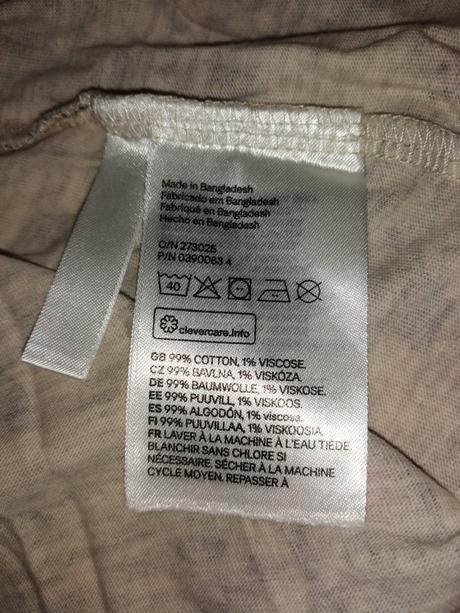 Made in Bangladesh
Fabricado em Bangladesh
Fabriqué en Bangladesh
Hecho en Bangladesh
O/N 273025
P/N 0390083 4
40
clevercare.info
GB 99% COTTON, 1% VISCOSE.
CZ 99% BAVLNA, 1% VISKÓZA.
DE 99% BAUMWOLLE, 1% VISKOSE.
EE 99% PUUVILL, 1% VISKOOS.
ES 99% ALGODÓN, 1% viscosa.
FI 99% PUUVILLAA, 1% VISKOOSIA.
FR LAVER À LA MACHINE À L'EAU TIÈDE.
BLANCHIR SANS CHLORE SI
NÉCESSAIRE. SÉCHER À LA MACHINE
CYCLE MOYEN. REPASSER À